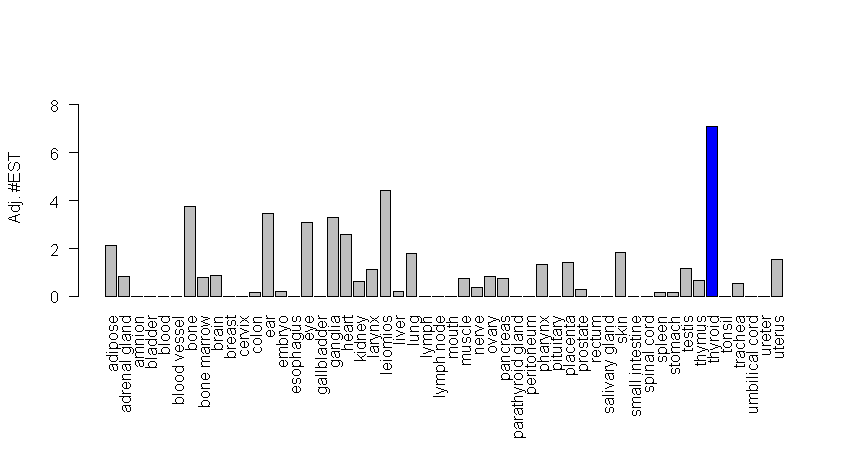 Adj. #EST
8
6
4
2
0
adipose
adrenal gland
amnion
bladder
blood
blood vessel
bone
bone marrow
brain
breast
cervix
colon
ear
embryo
esophagus
eye
gallbladder
ganglia
heart
kidney
larynx
leiomios
liver
lung
lymph
lymph node
mouth
muscle
nerve
ovary
pancreas
parathyroid gland
peritoneum
pharynx
pituitary
placenta
prostate
rectum
salivary gland
skin
small intestine
spinal cord
spleen
stomach
testis
thymus
thyroid
tonsil
trachea
umbilical cord
ureter
uterus